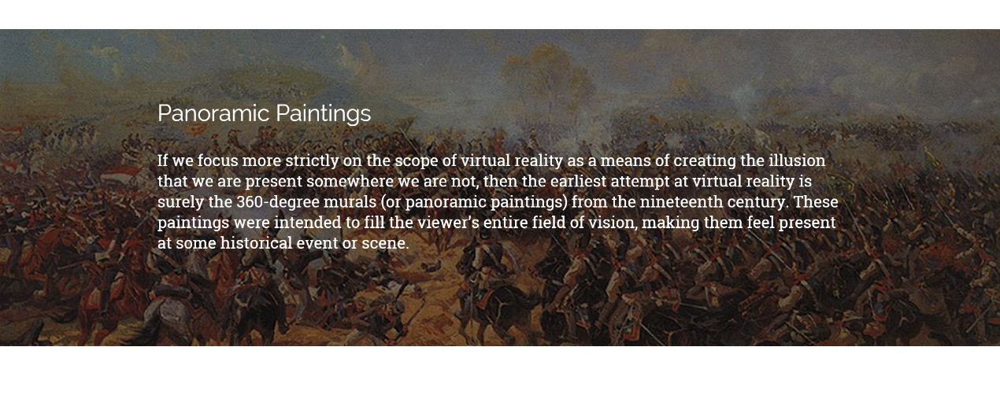 Panoramic Paintings
If we focus more strictly on the scope of virtual reality as a means of creating the illusion
that we are present somewhere we are not, then the earliest attempt at virtual reality is
surely the 360-degree murals (or panoramic paintings) from the nineteenth century. These
paintings were intended to fill the viewer’s entire field of vision, making them feel present
at some historical event or scene.